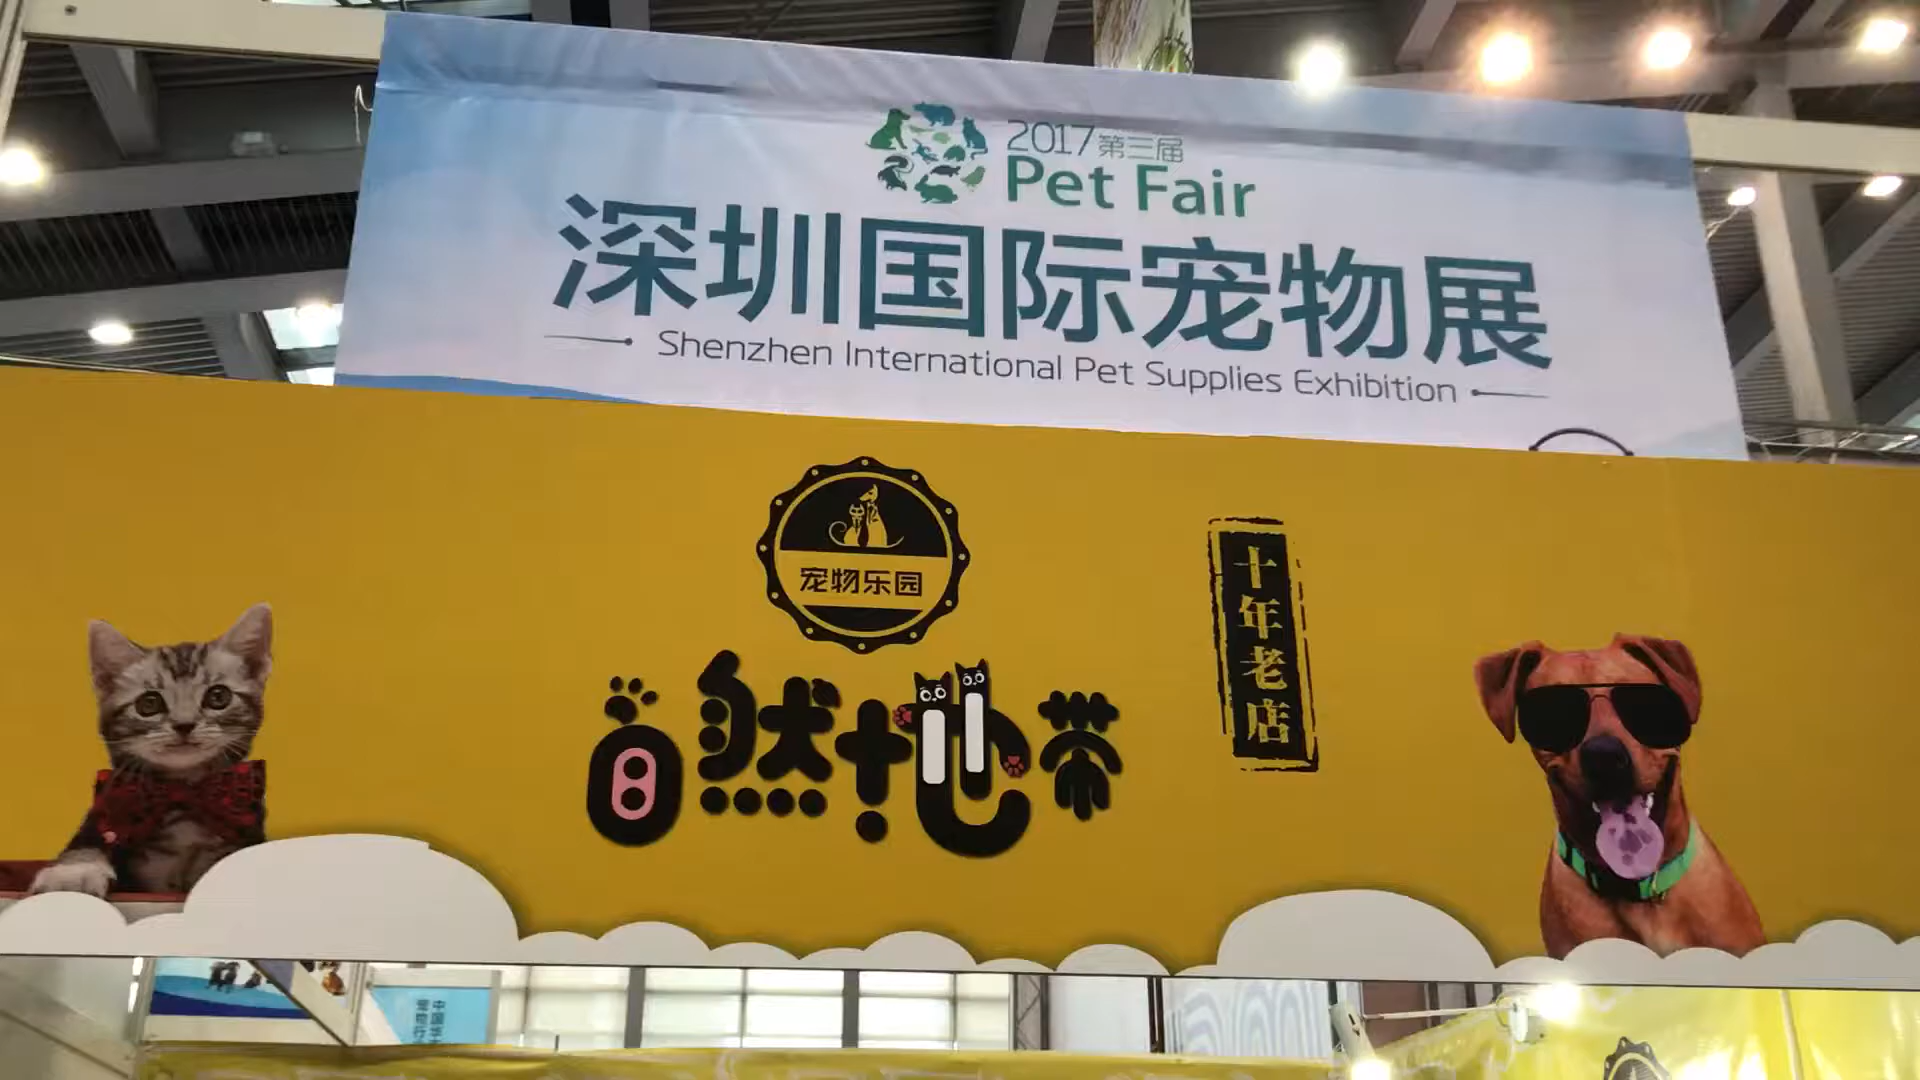 2017第三届
Pet Fair
深圳国际宠物展
Shenzhen International Pet Supplies Exhibition
宠物乐园
自然地带
十年老店